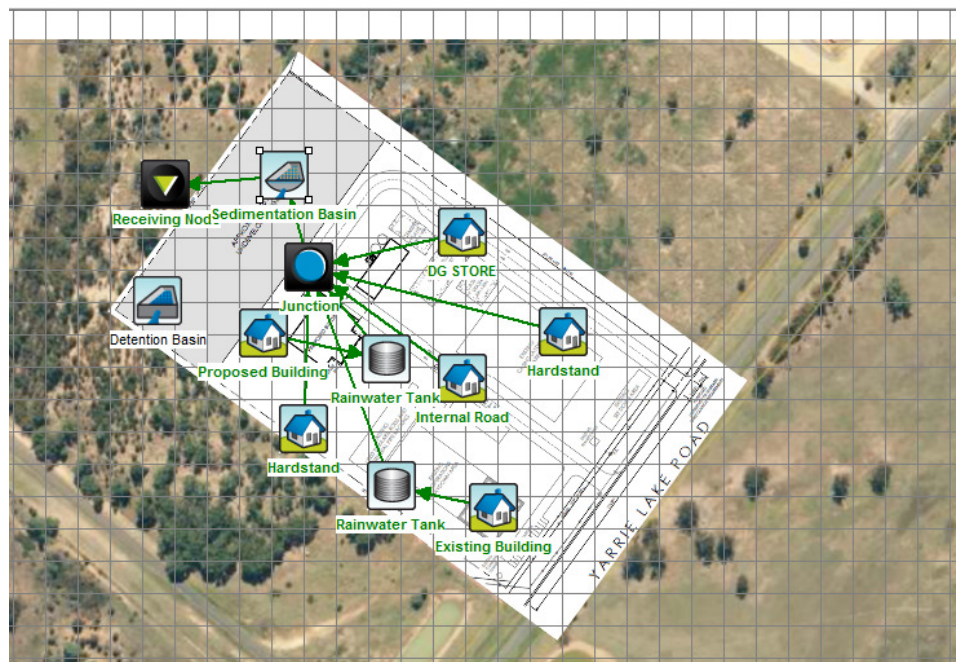 Receiving Node
Sedimentation Basin
DG STORE
Junction
Detention Basin
Proposed Building
Rainwater Tank
Hardstand
Internal Road
Hardstand
Rainwater Tank
Existing Building
YARRIE LAKE ROAD